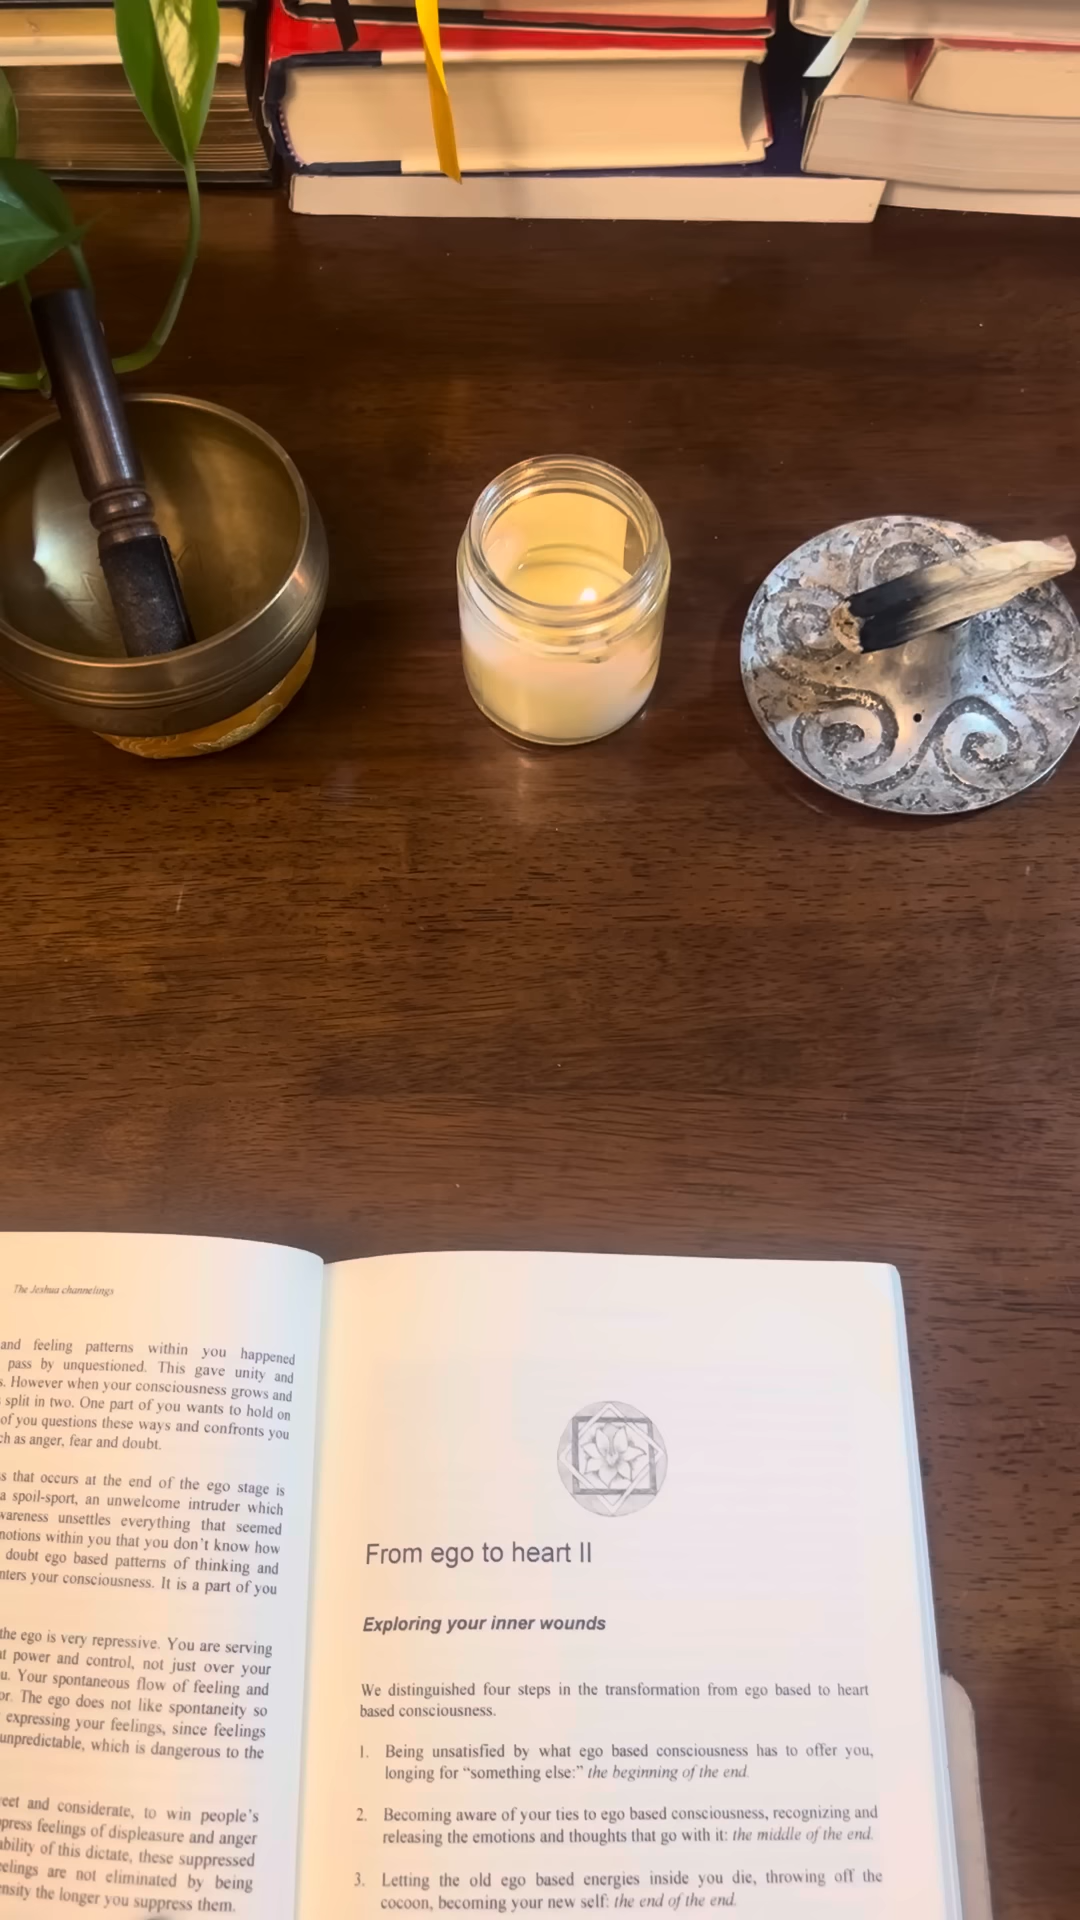 The Jeshua channelings
and feeling patterns within you happened
pass by unquestioned. This gave unity and
s. However when your consciousness grows and
split in two. One part of you wants to hold on
of you questions these ways and confronts you
ch as anger, fear and doubt.
s that occurs at the end of the ego stage is
a spoil-sport, an unwelcome intruder which
wareness unsettles everything that seemed
notions within you that you don't know how
doubt ego based patterns of thinking and
nters your consciousness. It is a part of you
the ego is very repressive. You are serving
at power and control, not just over your
u. Your spontaneous flow of feeling and
or. The ego does not like spontaneity so
expressing your feelings, since feelings
unpredictable, which is dangerous to the
eet and considerate, to win people's
press feelings of displeasure and anger
ability of this dictate, these suppressed
eelings are not eliminated by being
ensity the longer you suppress them.
From ego to heart II
Exploring your inner wounds
We distinguished four steps in the transformation from ego based to heart
based consciousness.
1. Being unsatisfied by what ego based consciousness has to offer you,
longing for “something else:” the beginning of the end.
2. Becoming aware of your ties to ego based consciousness, recognizing and
releasing the emotions and thoughts that go with it: the middle of the end.
3. Letting the old ego based energies inside you die, throwing off the
cocoon, becoming your new self: the end of the end.